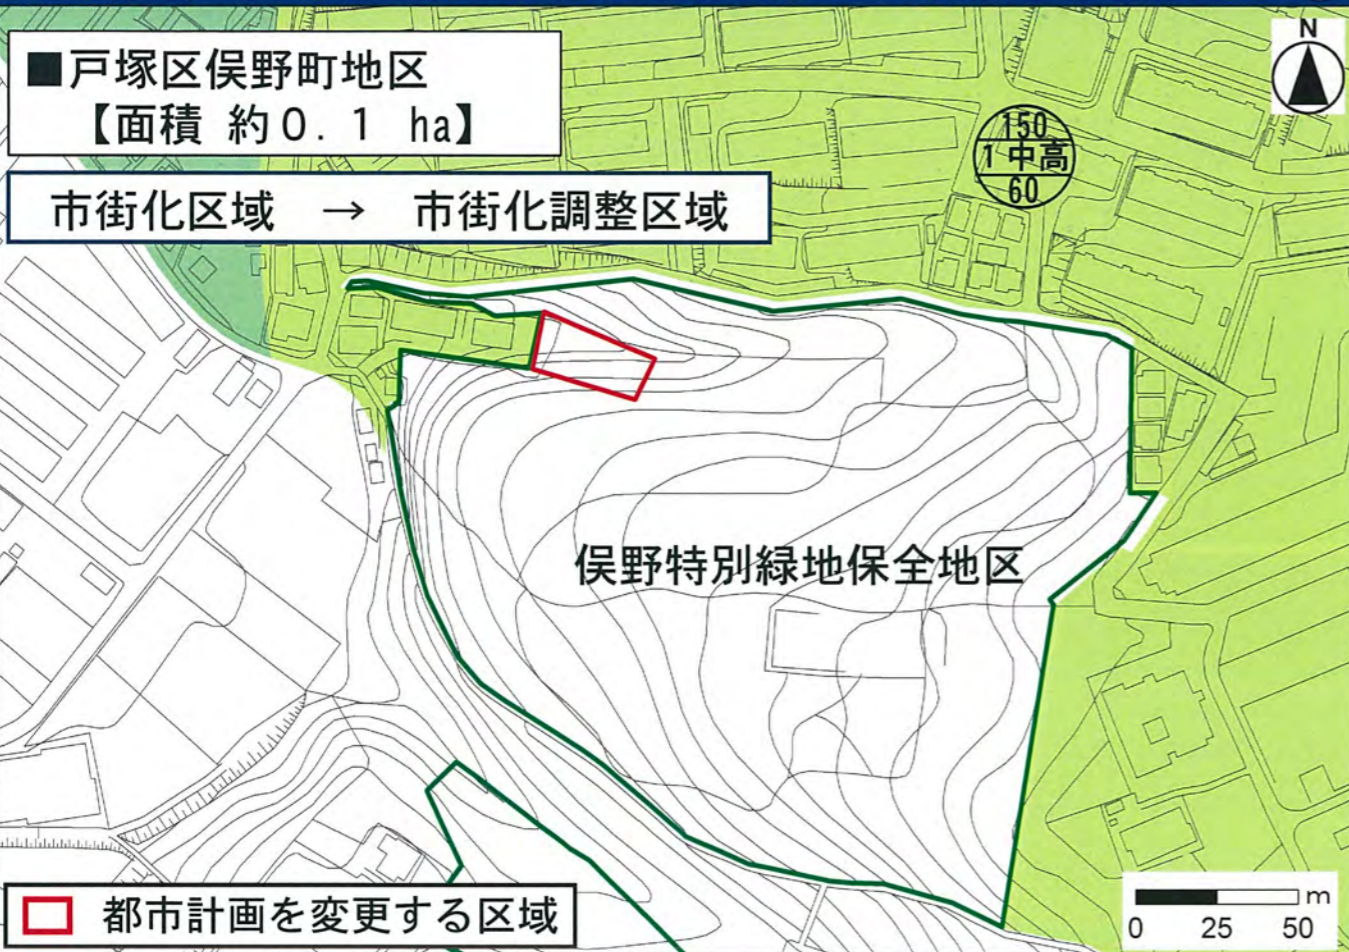 ■戸塚区俣野町地区
【面積 約0.1 ha】
N
150
1中高
60
市街化区域 → 市街化調整区域
俣野特別緑地保全地区
都市計画を変更する区域
m
0 25 50